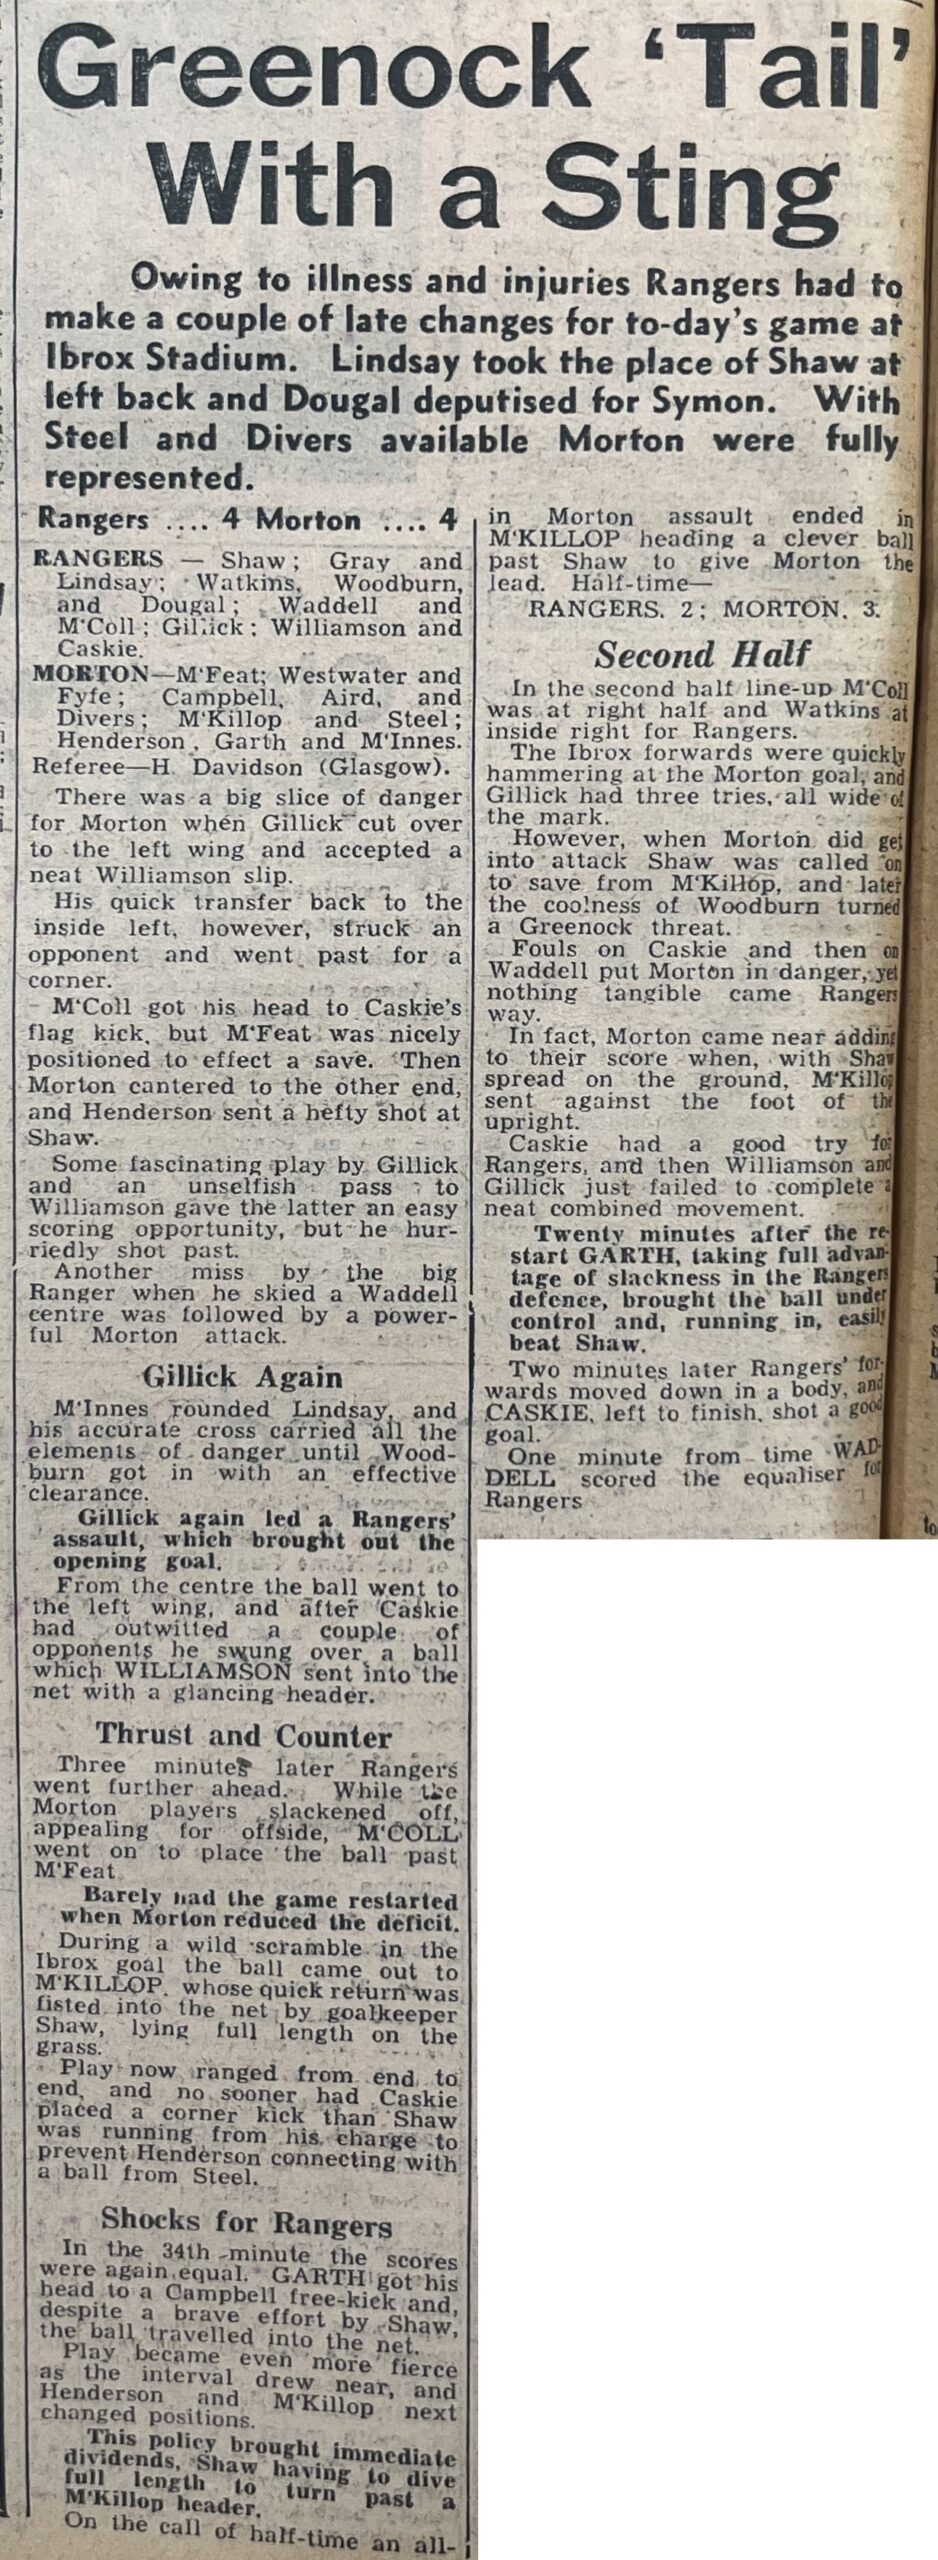 Greenock ‘Tail’
With a Sting
Owing to illness and injuries Rangers had to
make a couple of late changes for to-day's game at
Ibrox Stadium. Lindsay took the place of Shaw at
left back and Dougal deputised for Symon. With
Steel and Divers available Morton were fully
represented.
Rangers .... 4 Morton .... 4
RANGERS — Shaw; Gray and
Lindsay; Watkins, Woodburn,
and Dougal; Waddell and
M‘Coll; Gillick; Williamson and
Caskie.
MORTON—M‘Feat; Westwater and
Fyfe; Campbell, Aird, and
Divers; M‘Killop and Steel;
Henderson, Garth and M‘Innes.
Referee—H. Davidson (Glasgow).
There was a big slice of danger
for Morton when Gillick cut over
to the left wing and accepted a
neat Williamson slip.
His quick transfer back to the
inside left, however, struck an
opponent and went past for a
corner.
M‘Coll got his head to Caskie's
flag kick, but M‘Feat was nicely
positioned to effect a save. Then
Morton cantered to the other end,
and Henderson sent a hefty shot at
Shaw.
Some fascinating play by Gillick
and an unselfish pass to
Williamson gave the latter an easy
scoring opportunity, but he hur-
riedly shot past.
Another miss by the big
Ranger when he skied a Waddell
centre was followed by a power-
ful Morton attack.
Gillick Again
M‘Innes rounded Lindsay, and
his accurate cross carried all the
elements of danger until Wood-
burn got in with an effective
clearance.
Gillick again led a Rangers'
assault, which brought out the
opening goal.
From the centre the ball went to
the left wing, and after Caskie
had outwitted a couple of
opponents he swung over a ball
which WILLIAMSON sent into the
net with a glancing header.
Thrust and Counter
Three minutes later Rangers
went further ahead. While the
Morton players slackened off,
appealing for offside, M‘COLL
went on to place the ball past
M‘Feat
Barely had the game restarted
when Morton reduced the deficit.
During a wild scramble in the
Ibrox goal the ball came out to
M‘KILLOP, whose quick return was
fisted into the net by goalkeeper
Shaw, lying full length on the
grass.
Play now ranged from end to
end, and no sooner had Caskie
placed a corner kick than Shaw
was running from his charge to
prevent Henderson connecting with
a ball from Steel.
Shocks for Rangers
In the 34th minute the scores
were again equal. GARTH got his
head to a Campbell free-kick and,
despite a brave effort by Shaw,
the ball travelled into the net.
Play became even more fierce
as the interval drew near, and
Henderson and M‘Killop next
changed positions.
This policy brought immediate
dividends, Shaw having to dive
full length to turn past a
M‘Killop header.
On the call of half-time an all-
in Morton assault ended in
M‘KILLOP heading a clever ball
past Shaw to give Morton the
lead. Half-time—
RANGERS, 2; MORTON, 3.
Second Half
In the second half line-up M‘Coll
was at right half and Watkins at
inside right for Rangers.
The Ibrox forwards were quickly
hammering at the Morton goal, and
Gillick had three tries, all wide of
the mark.
However, when Morton did get
into attack Shaw was called on
to save from M‘Killop, and later
the coolness of Woodburn turned
a Greenock threat.
Fouls on Caskie and then on
Waddell put Morton in danger, yet
nothing tangible came Rangers
way.
In fact, Morton came near adding
to their score when, with Shaw
spread on the ground, M‘Killop
sent against the foot of the
upright.
Caskie had a good try for
Rangers, and then Williamson and
Gillick just failed to complete a
neat combined movement.
Twenty minutes after the re-
start GARTH, taking full advan-
tage of slackness in the Rangers
defence, brought the ball under
control and, running in, easily
beat Shaw.
Two minutes later Rangers' for-
wards moved down in a body, and
CASKIE, left to finish, shot a good
goal.
One minute from time WAD-
DELL scored the equaliser for
Rangers